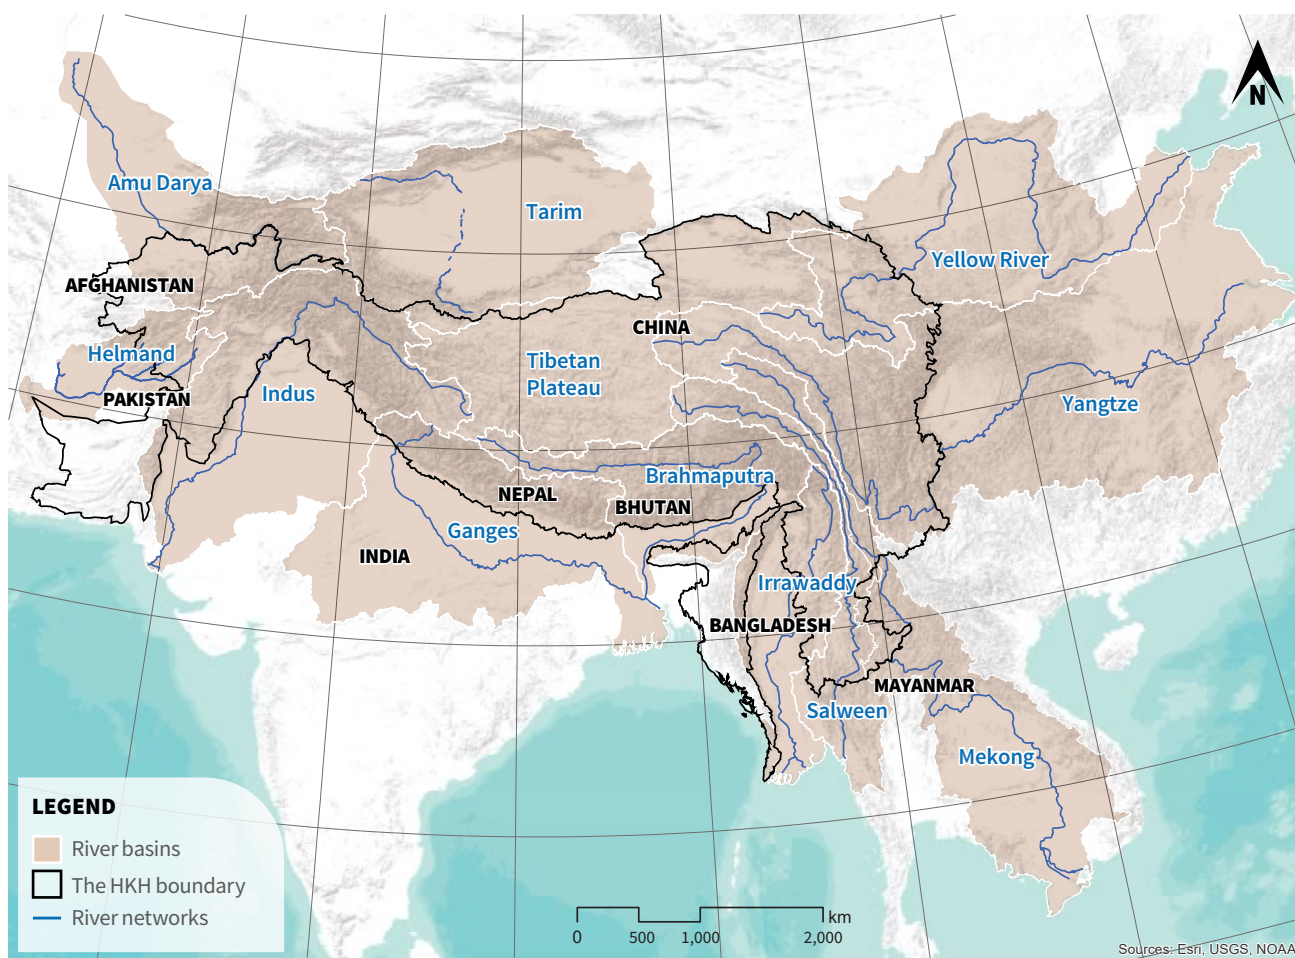 N
Amu Darya
Tarim
Yellow River
AFGHANISTAN
CHINA
Helmand
Tibetan
Plateau
PAKISTAN
Indus
Yangtze
Brahmaputra
NEPAL
BHUTAN
Ganges
INDIA
Irrawaddy
BANGLADESH
MAYANMAR
Salween
Mekong
LEGEND
River basins
The HKH boundary
River networks
km
0 500 1,000 2,000
Sources: Esri, USGS, NOAA